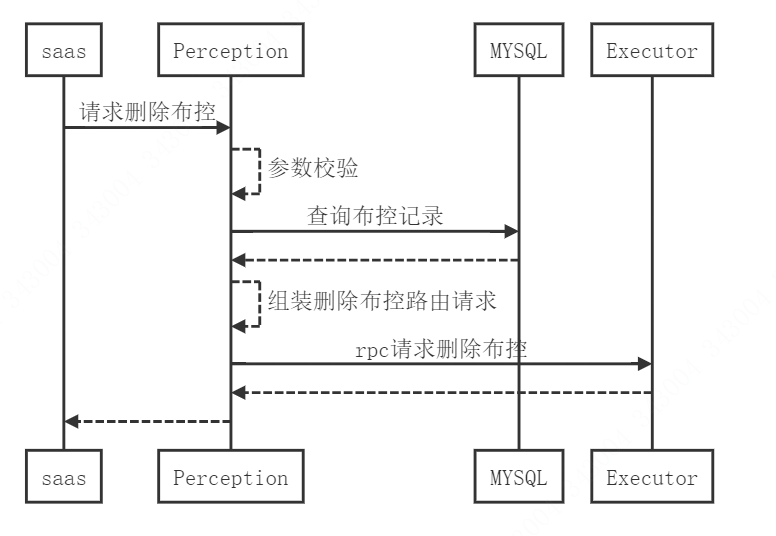 saas
Perception
MYSQL
Executor
请求删除布控
参数校验
查询布控记录
组装删除布控路由请求
rpc请求删除布控
saas
Perception
MYSQL
Executor